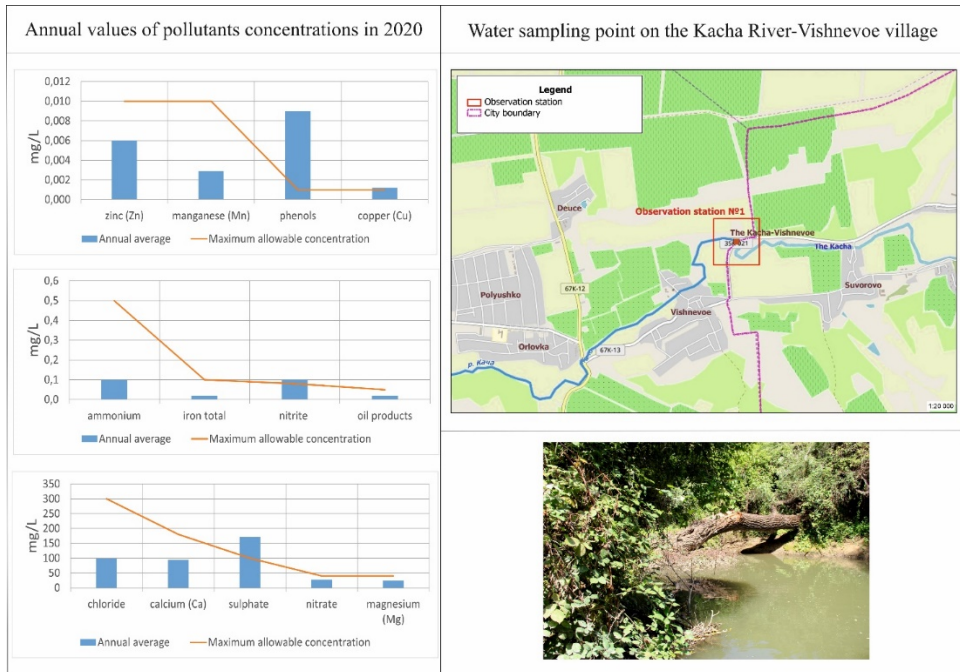 Annual values of pollutants concentrations in 2020
0,012
0,010
0,008
0,006
0,004
0,002
0,000
mg/L
zinc (Zn) manganese (Mn) phenols copper (Cu)
Annual average Maximum allowable concentration
0,6
0,5
0,4
0,3
0,2
0,1
0,0
mg/L
ammonium iron total nitrite oil products
Annual average Maximum allowable concentration
350
300
250
200
150
100
50
0
mg/L
chloride calcium (Ca) sulphate nitrate magnesium
(Mg)
Annual average Maximum allowable concentration
Water sampling point on the Kacha River-Vishnevoe village
Legend
Observation station
City boundary
Deuce
Observation station №1
The Kacha-Vishnevoe
The Kacha
67K-12
Polyushko
Suvorovo
Vishnevoe
Orlovka
67K-13
р. Кача
1:20 000